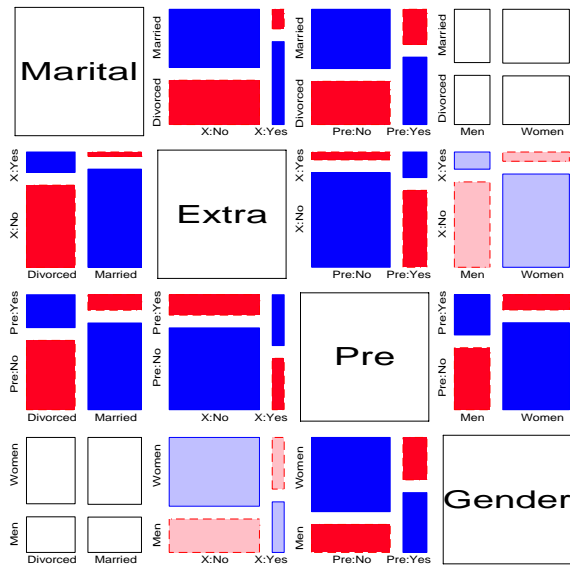 Marital
Married
Divorced
X:No
X:Yes
Married
Divorced
Pre:No
Pre:Yes
Married
Divorced
Men
Women
X:Yes
X:No
Divorced
Married
Extra
X:Yes
X:No
Pre:No
Pre:Yes
X:Yes
X:No
Men
Women
Pre:Yes
Pre:No
Divorced
Married
Pre:Yes
Pre:No
X:No
X:Yes
Pre
Pre:Yes
Pre:No
Men
Women
Women
Men
Divorced
Married
Women
Men
X:No
X:Yes
Women
Men
Pre:No
Pre:Yes
Gender